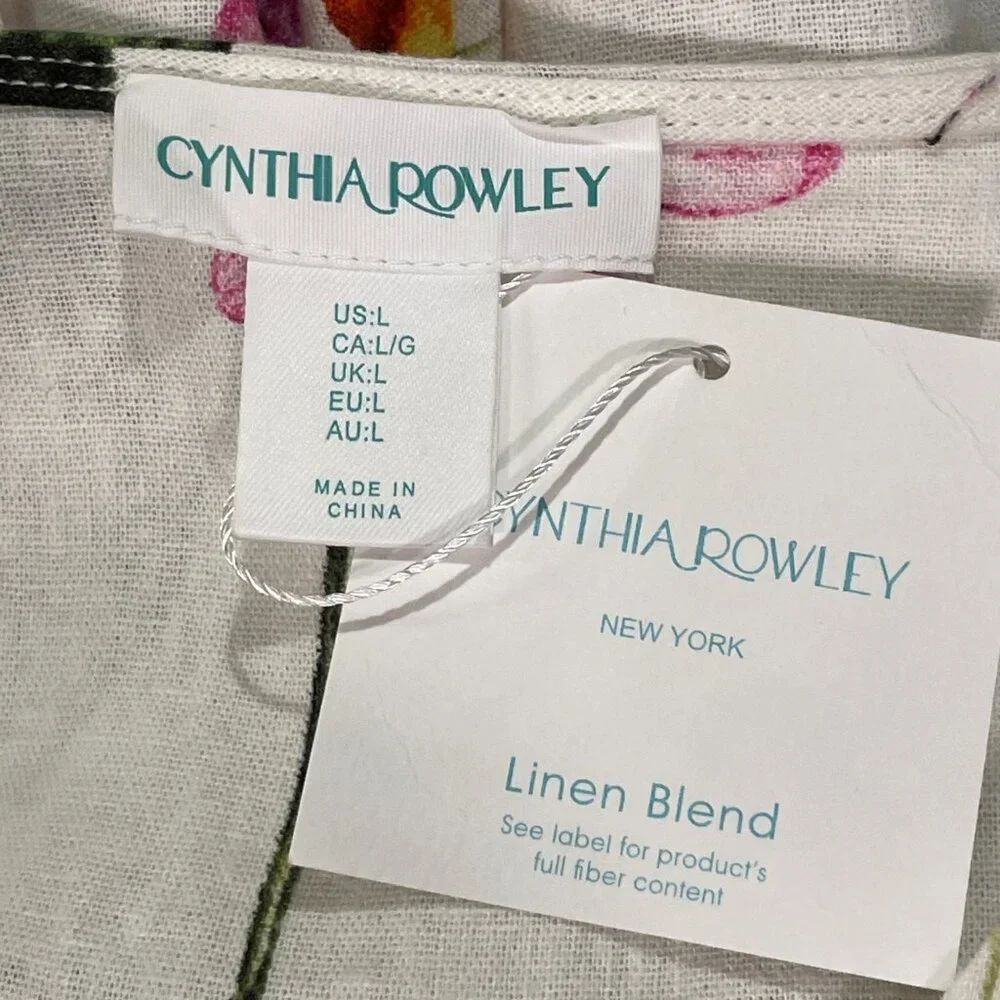 CYNTHIA ROWLEY
US:L
CA:L/G
UK:L
EU:L
AU:L
MADE IN
CHINA
CYNTHIA ROWLEY
NEW YORK
Linen Blend
See label for product's
full fiber content